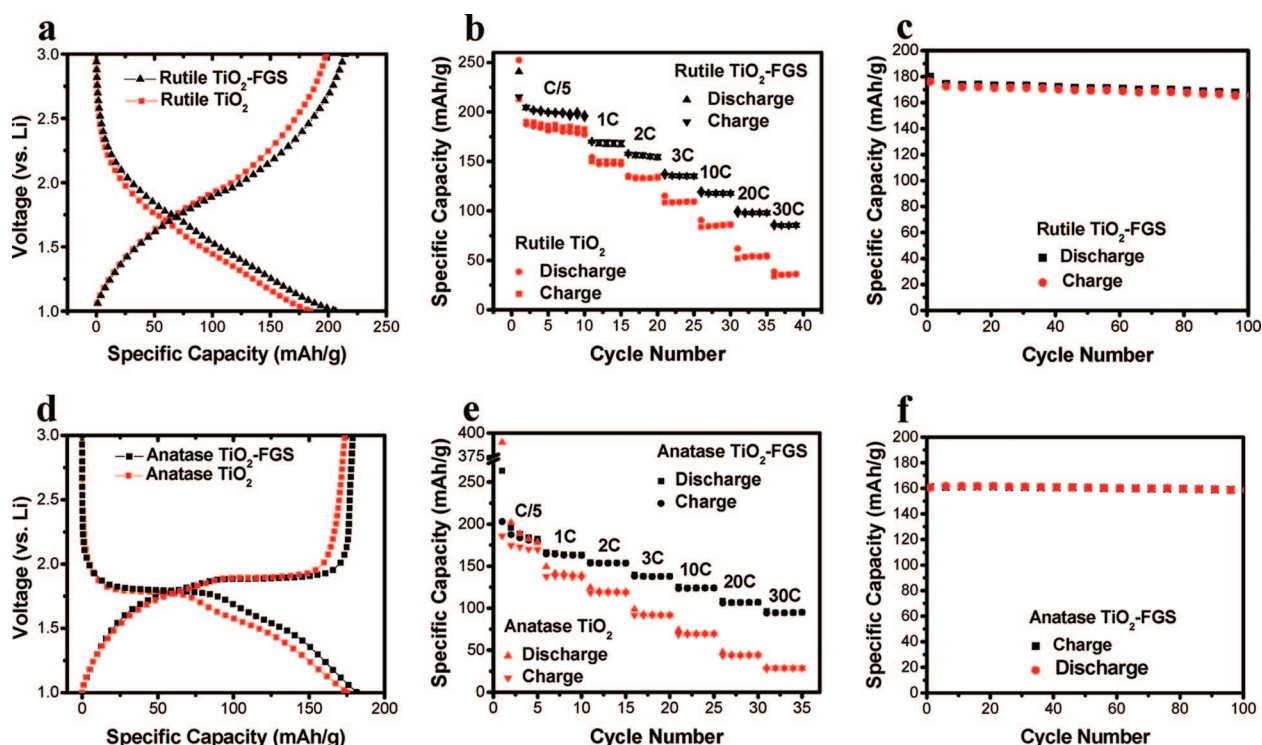 a
3.0
2.5
2.0
1.5
1.0
Voltage (vs. Li)
Rutile TiO2-FGS
Rutile TiO2
0 50 100 150 200 250
Specific Capacity (mAh/g)
b
250
200
150
100
50
0
Specific Capacity (mAh/g)
Rutile TiO2-FGS
Discharge
Charge
C/5
1C
2C
3C
10C
20C
30C
Rutile TiO2
Discharge
Charge
0 5 10 15 20 25 30 35 40
Cycle Number
c
200
180
160
140
120
100
80
60
40
20
0
Specific Capacity (mAh/g)
Rutile TiO2-FGS
Discharge
Charge
0 20 40 60 80 100
Cycle Number
d
3.0
2.5
2.0
1.5
1.0
Voltage (vs. Li)
Anatase TiO2-FGS
Anatase TiO2
0 50 100 150 200
Specific Capacity (mAh/g)
e
400
375
200
150
100
50
0
Specific Capacity (mAh/g)
Anatase TiO2-FGS
Discharge
Charge
C/5
1C
2C
3C
10C
20C
30C
Anatase TiO2
Discharge
Charge
0 5 10 15 20 25 30 35
Cycle Number
f
200
180
160
140
120
100
80
60
40
20
0
Specific Capacity (mAh/g)
Anatase TiO2-FGS
Charge
Discharge
0 20 40 60 80 100
Cycle Number